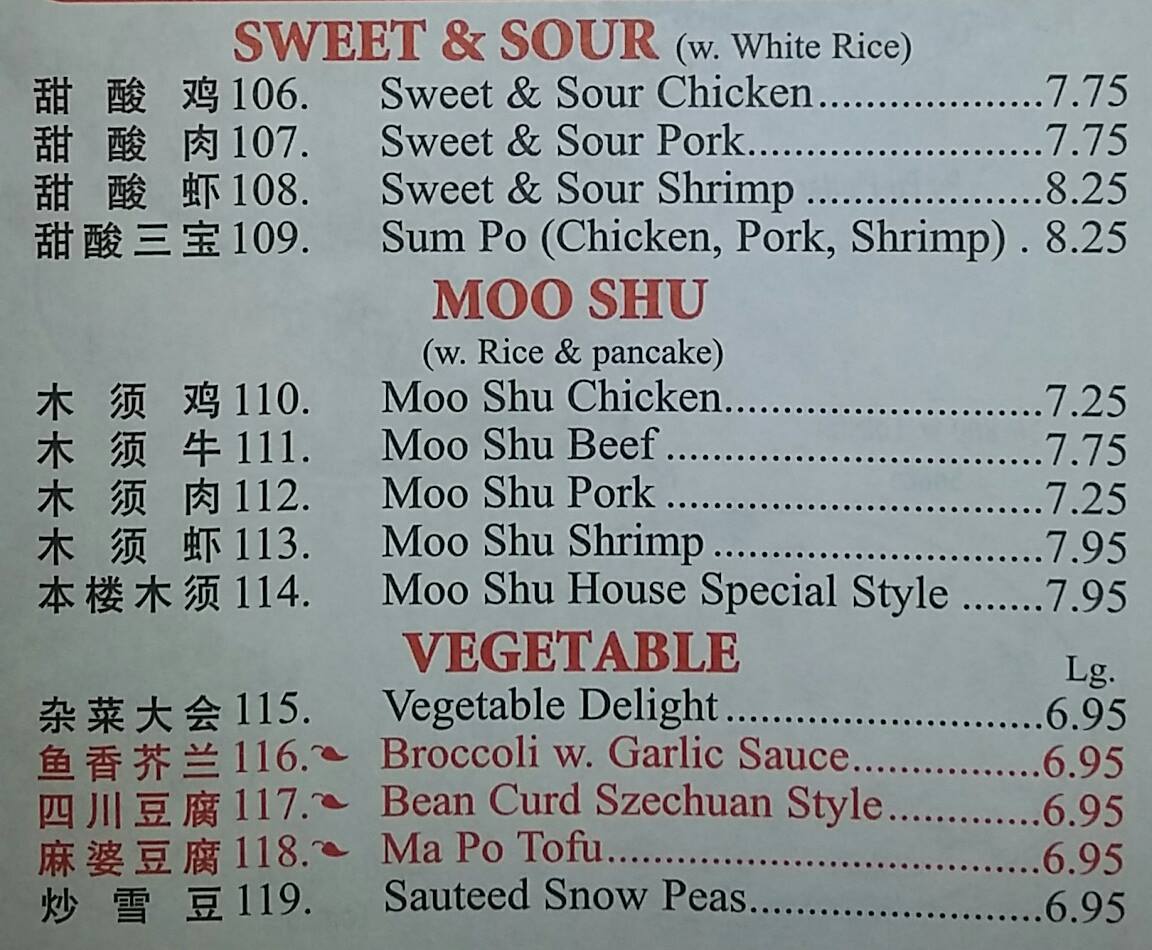 SWEET & SOUR (w. White Rice)
甜 酸 鸡 106. Sweet & Sour Chicken......................7.75
甜 酸 肉 107. Sweet & Sour Pork.............................7.75
甜 酸 虾 108. Sweet & Sour Shrimp .......................8.25
甜酸三宝 109. Sum Po (Chicken, Pork, Shrimp) . 8.25
MOO SHU
(w. Rice & pancake)
木 须 鸡 110. Moo Shu Chicken...............................7.25
木 须 牛 111. Moo Shu Beef .....................................7.75
木 须 肉 112. Moo Shu Pork .....................................7.25
木 须 虾 113. Moo Shu Shrimp ................................7.95
本楼木须 114. Moo Shu House Special Style .......7.95
VEGETABLE
Lg.
杂菜大会 115. Vegetable Delight ...............................6.95
鱼香芥兰 116. Broccoli w. Garlic Sauce...................6.95
四川豆腐 117. Bean Curd Szechuan Style...............6.95
麻婆豆腐 118. Ma Po Tofu...........................................6.95
炒 雪 豆 119. Sauteed Snow Peas.............................6.95